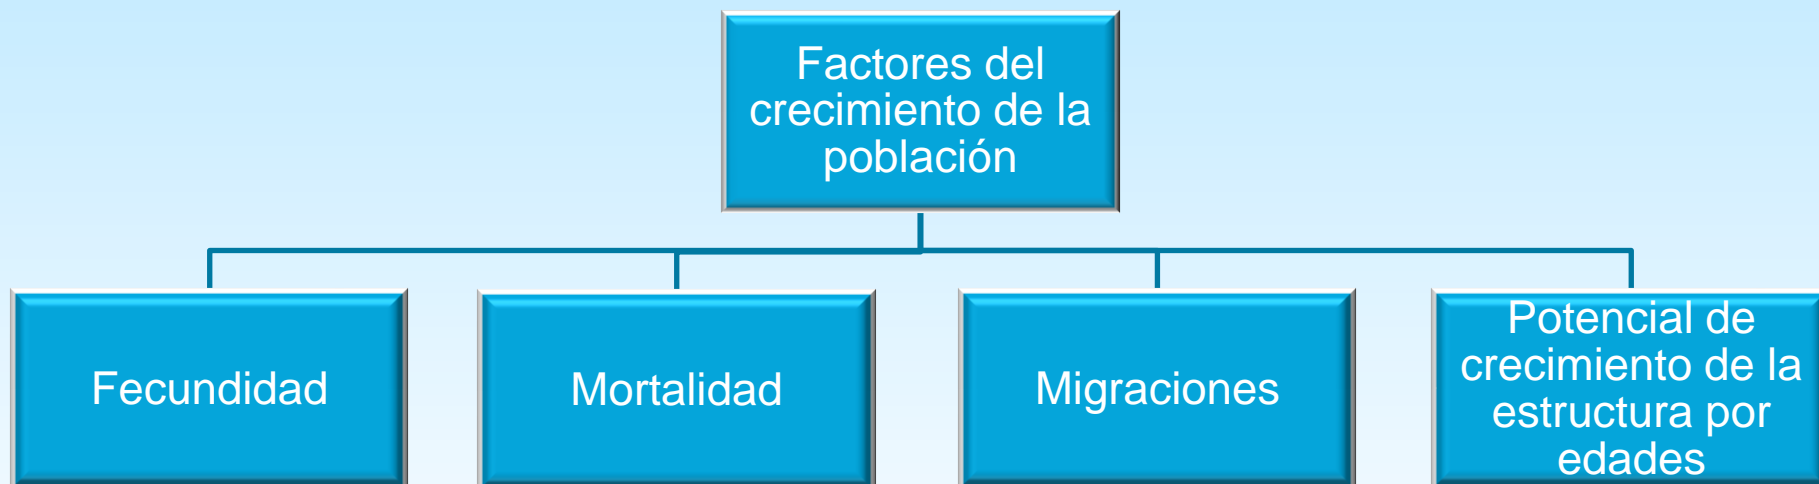 Factores del
crecimiento de la
población
Fecundidad
Mortalidad
Migraciones
Potencial de
crecimiento de la
estructura por
edades